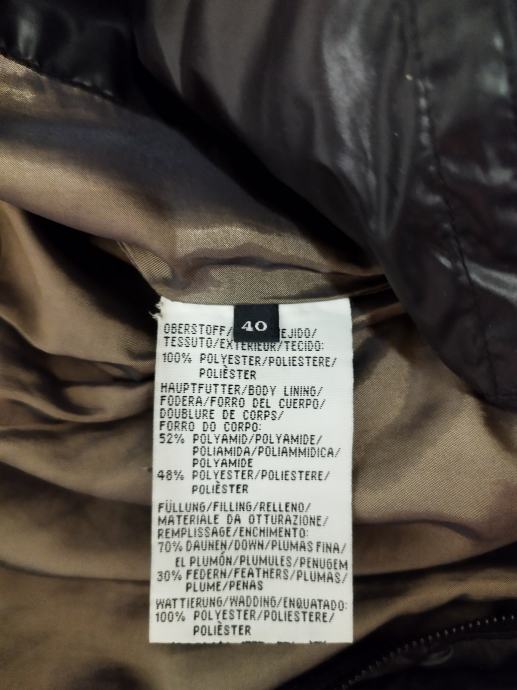 40
OBERSTOFF/ EJIDO/
TESSUTO/EXTERIEUR/TECIDO:
100% POLYESTER/POLIESTERE/
POLIÈSTER
HAUPTFUTTER/BODY LINING/
FODERA/FORRO DEL CUERPO/
DOUBLURE DE CORPS/
FORRO DO CORPO:
52% POLYAMID/POLYAMIDE/
POLIAMIDA/POLIAMMIDICA/
POLYAMIDE
48% POLYESTER/POLIESTERE/
POLIÈSTER
FÜLLUNG/FILLING/RELLENO/
MATERIALE DA OTTURAZIONE/
REMPLISSAGE/ENCHIMENTO:
70% DAUNEN/DOWN/PLUMAS FINA/
EL PLUMÓN/PLUMULES/PENUGEM
30% FEDERN/FEATHERS/PLUMAS/
PLUME/PENAS
WATTIERUNG/WADDING/ENQUATADO:
100% POLYESTER/POLIESTERE/
POLIÈSTER